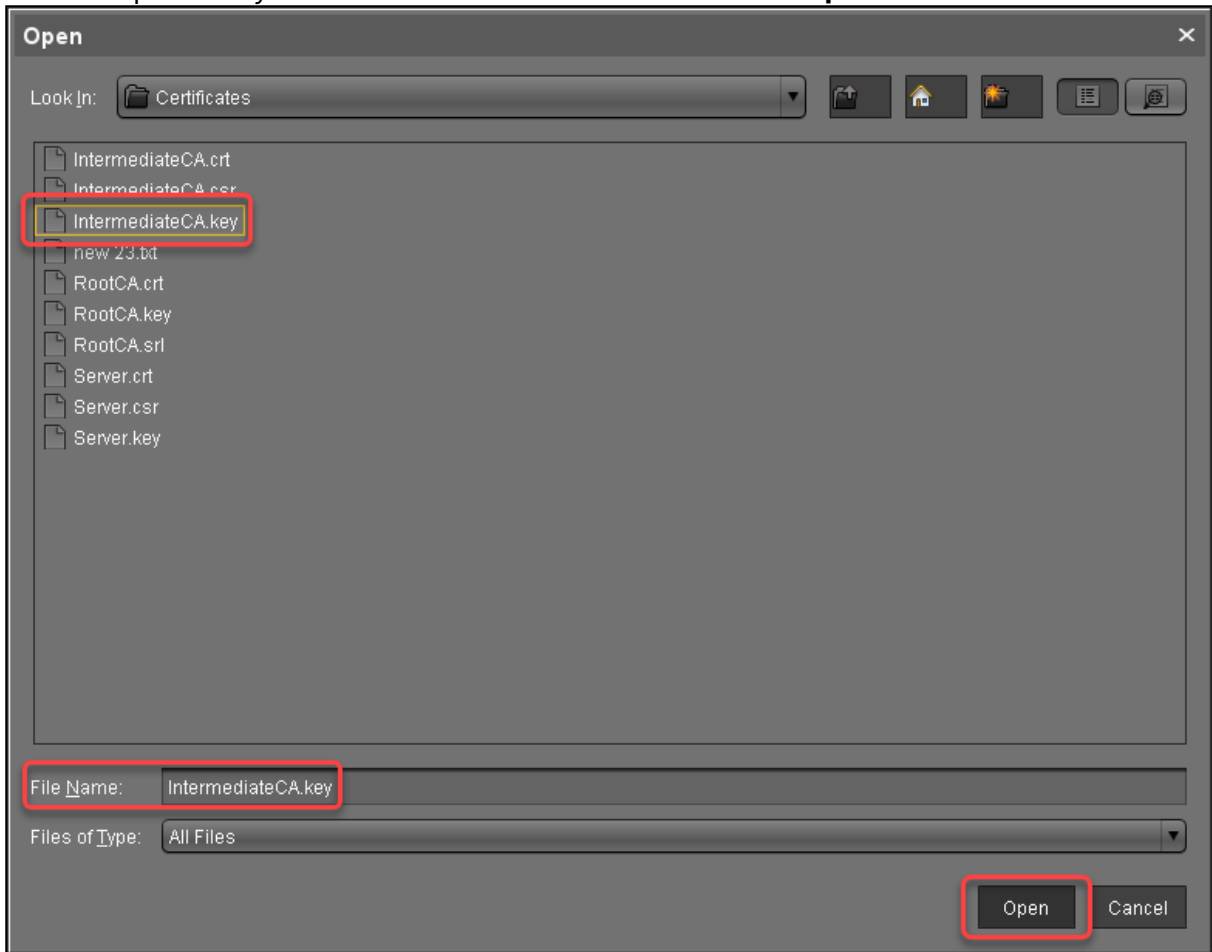 Open
Look In: Certificates
IntermediateCA.crt
IntermediateCA.csr
IntermediateCA.key
new 23.txt
RootCA.crt
RootCA.key
RootCA.srl
Server.crt
Server.csr
Server.key
File Name: IntermediateCA.key
Files of Type: All Files
Open Cancel